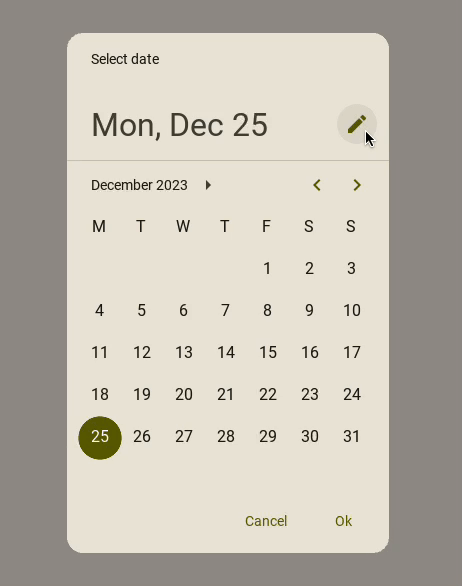 Select date
Mon, Dec 25
December 2023
M T W T F S S
1 2 3
4 5 6 7 8 9 10
11 12 13 14 15 16 17
18 19 20 21 22 23 24
25 26 27 28 29 30 31
Cancel Ok